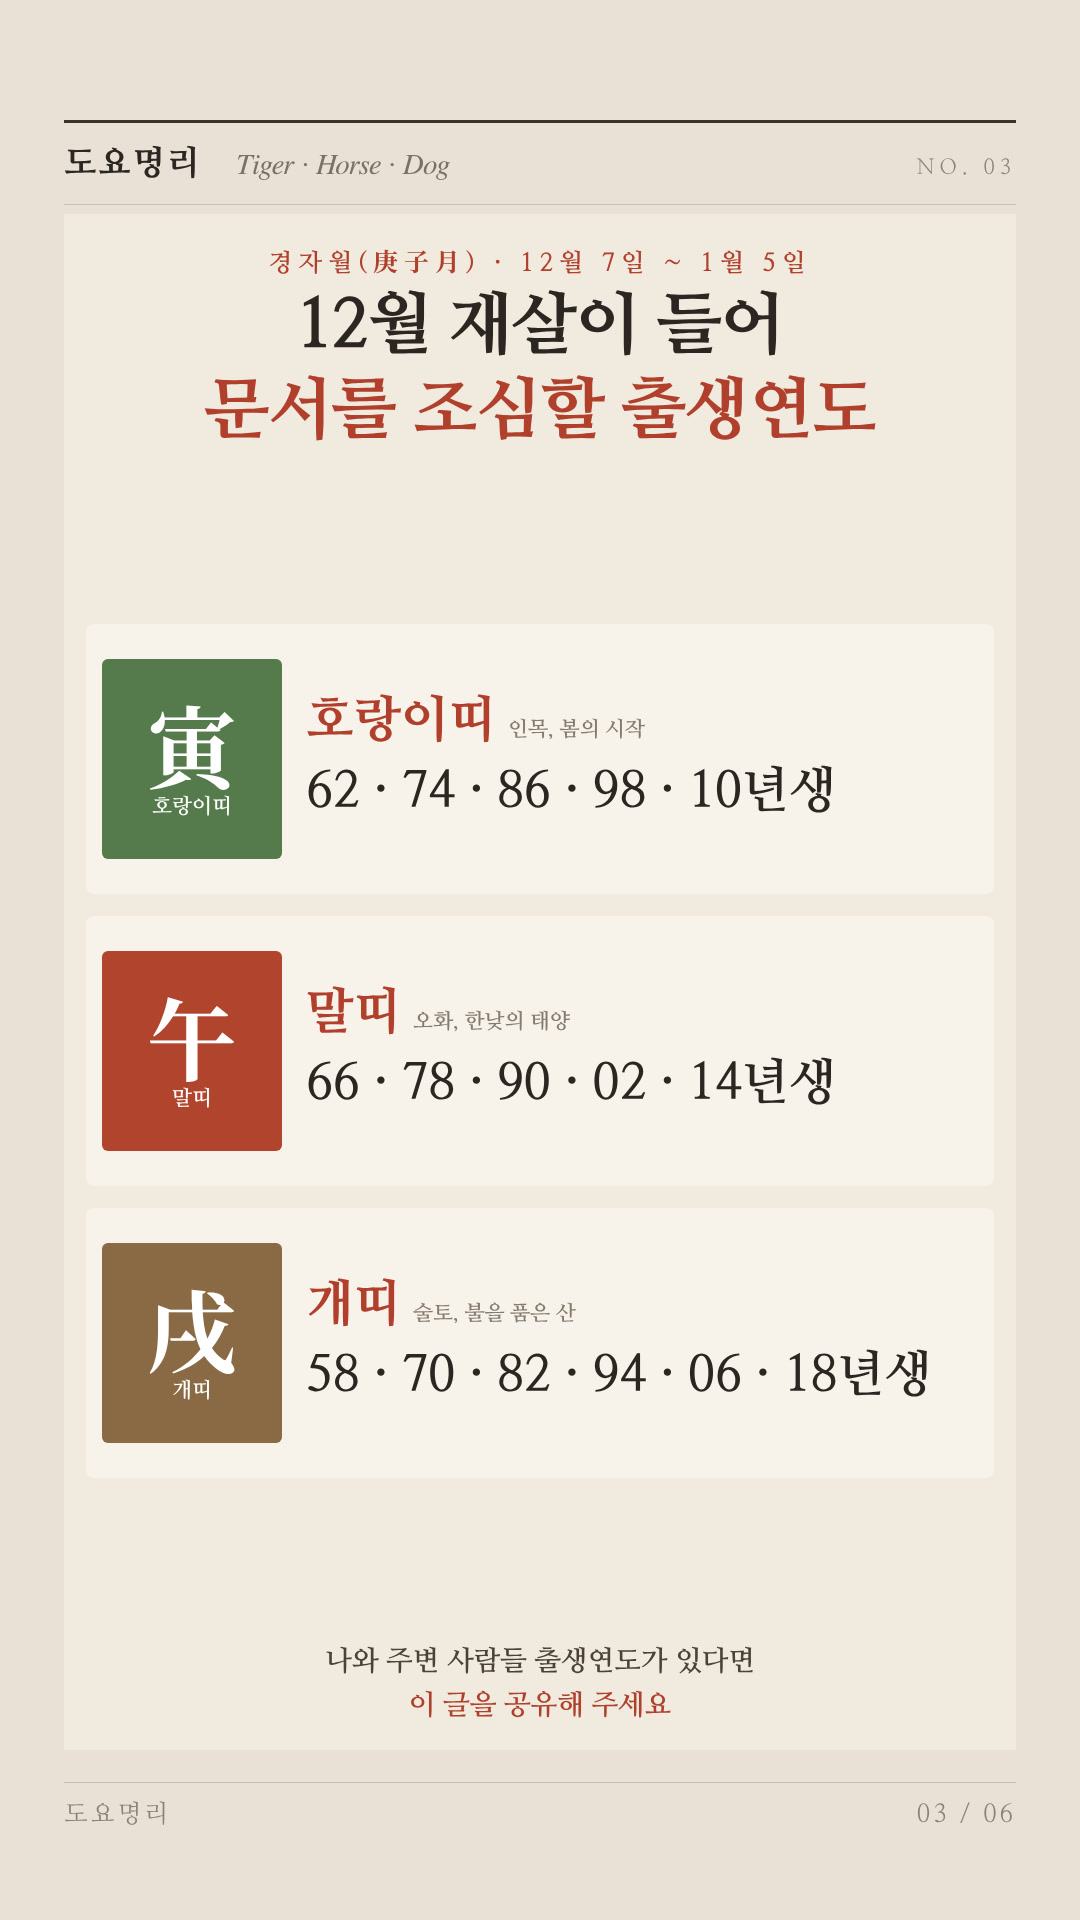 도요명리 Tiger · Horse · Dog NO. 03
경자월(庚子月) · 12월 7일 ~ 1월 5일
12월 재살이 들어
문서를 조심할 출생연도
寅
호랑이띠
호랑이띠 인목, 봄의 시작
62 · 74 · 86 · 98 · 10년생
午
말띠
말띠 오화, 한낮의 태양
66 · 78 · 90 · 02 · 14년생
戌
개띠
개띠 술토, 불을 품은 산
58 · 70 · 82 · 94 · 06 · 18년생
나와 주변 사람들 출생연도가 있다면
이 글을 공유해 주세요
도요명리 03 / 06